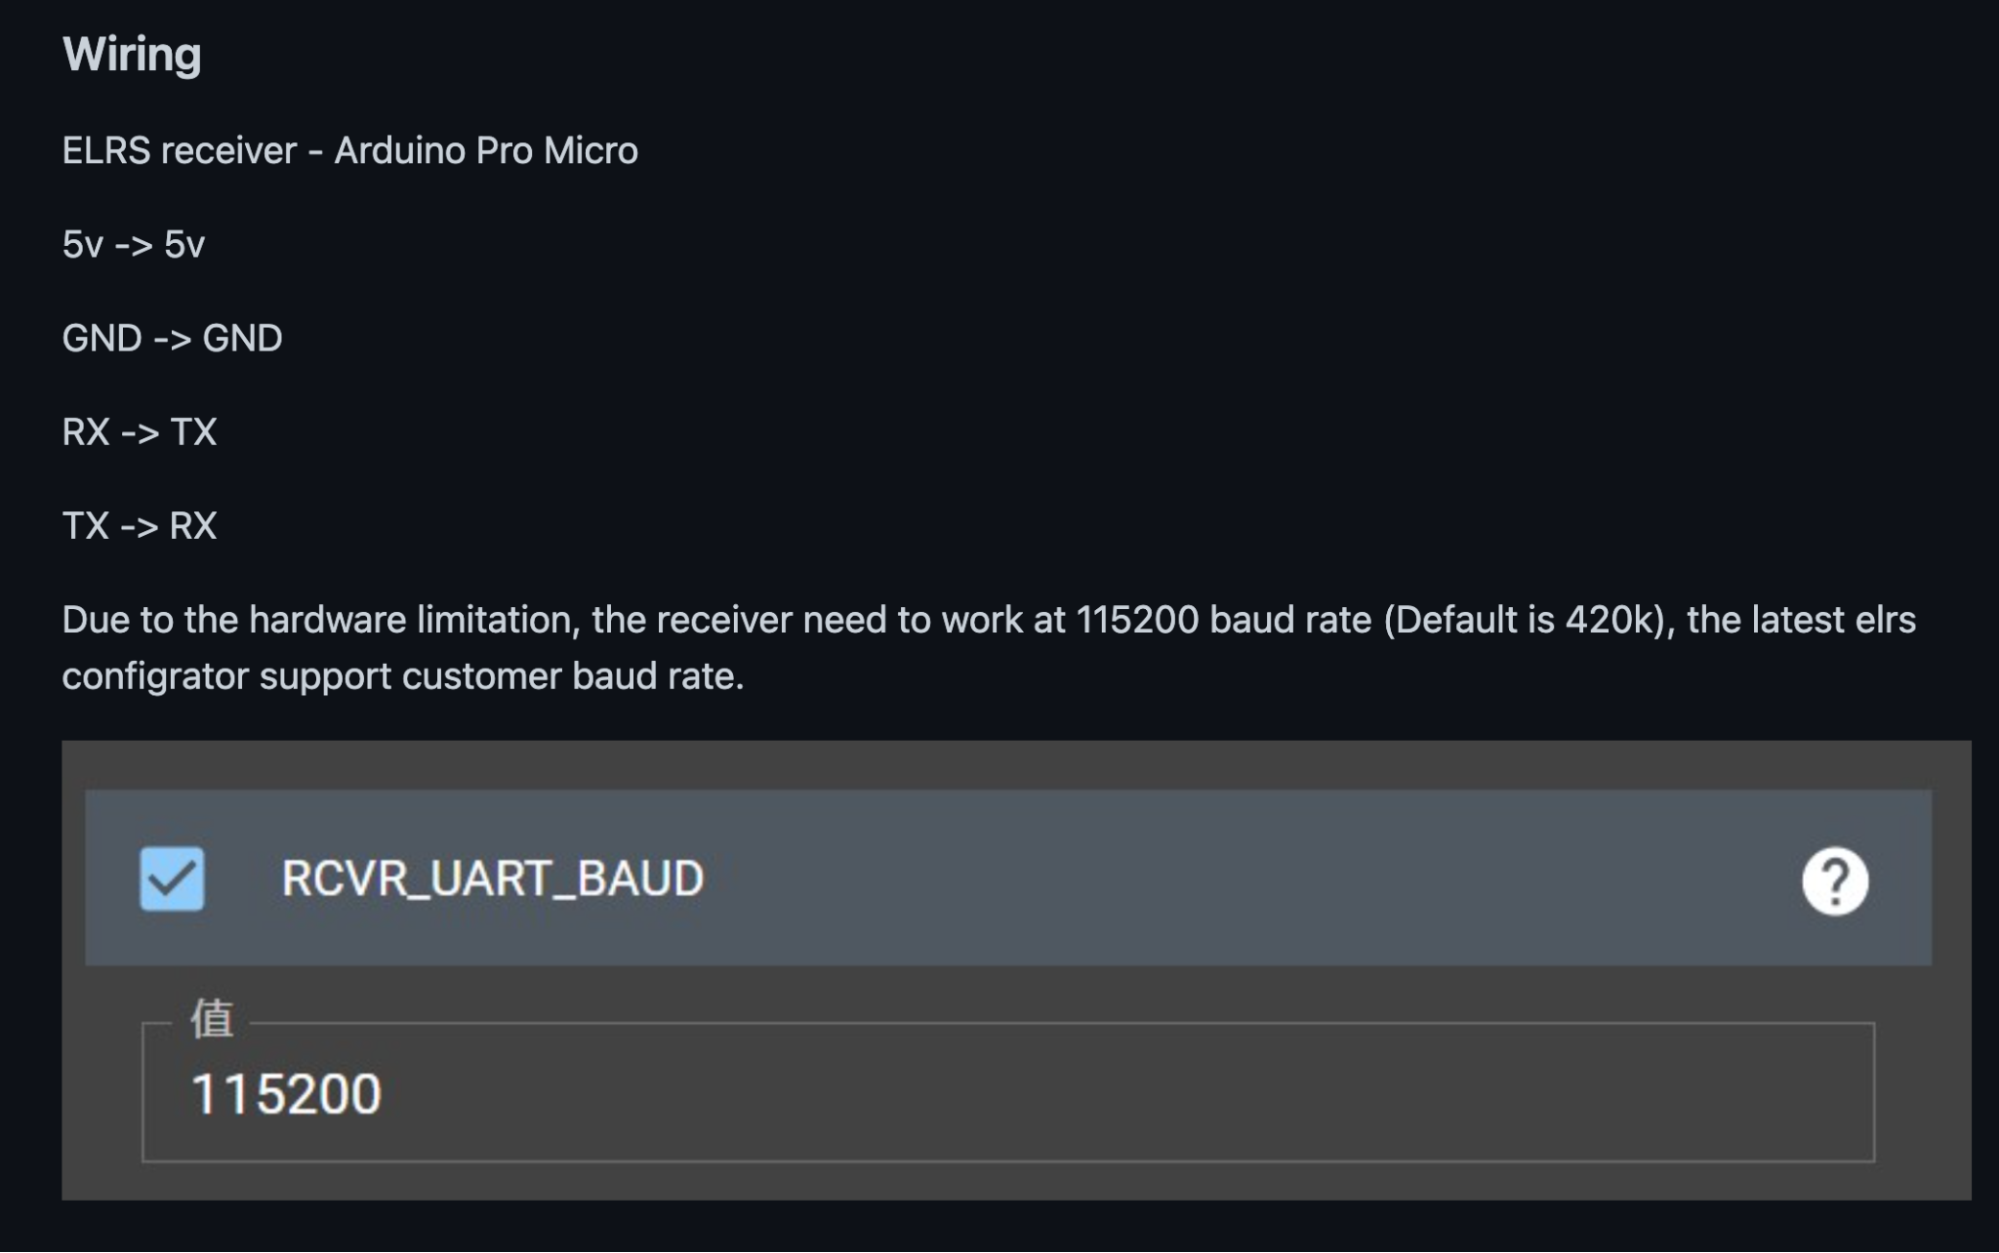 Wiring
ELRS receiver - Arduino Pro Micro
5v -> 5v
GND -> GND
RX -> TX
TX -> RX
Due to the hardware limitation, the receiver need to work at 115200 baud rate (Default is 420k), the latest elrs
configrator support customer baud rate.
RCVR_UART_BAUD
值
115200